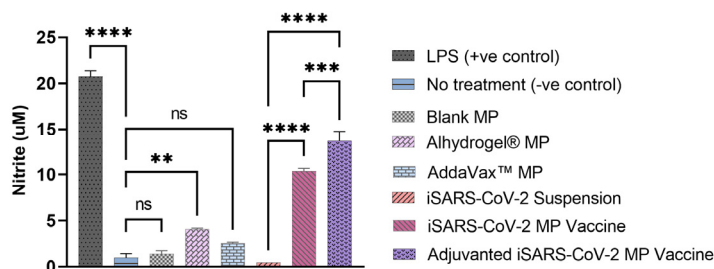 ****
****
***
ns
**
****
ns
Nitrite (uM)
25
20
15
10
5
0
LPS (+ve control)
No treatment (-ve control)
Blank MP
Alhydrogel® MP
AddaVax™ MP
iSARS-CoV-2 Suspension
iSARS-CoV-2 MP Vaccine
Adjuvanted iSARS-CoV-2 MP Vaccine